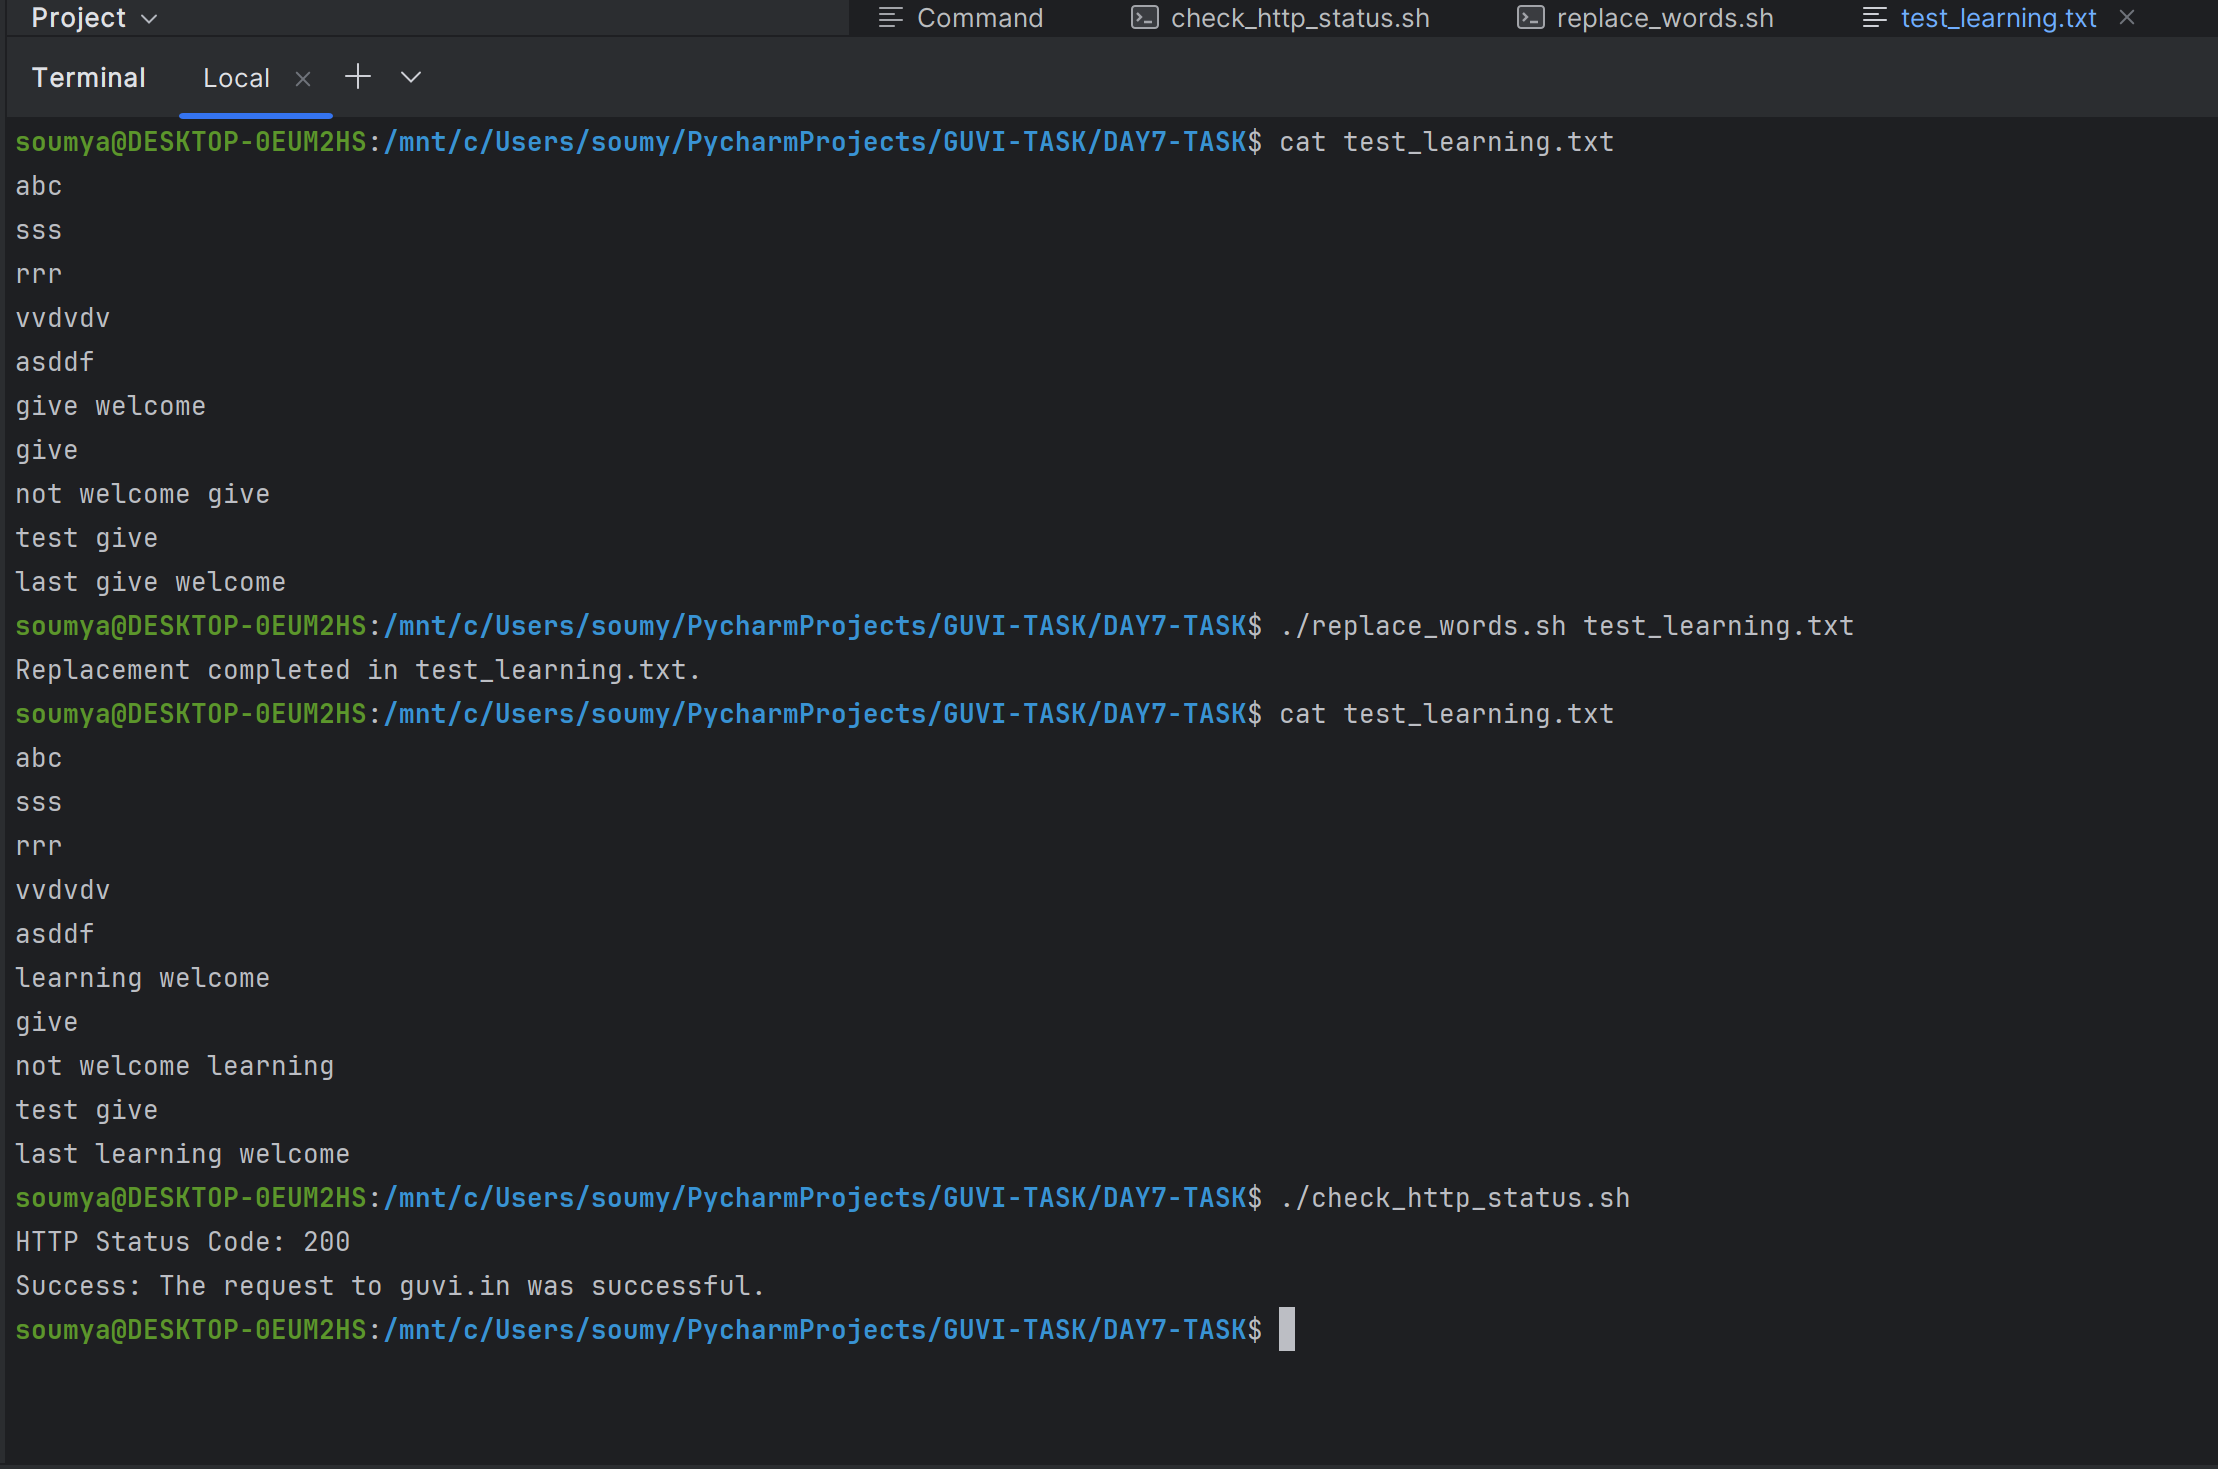 Project Command check_http_status.sh replace_words.sh test_learning.txt
Terminal Local
soumya@DESKTOP-0EUM2HS:/mnt/c/Users/soumy/PycharmProjects/GUVI-TASK/DAY7-TASK$ cat test_learning.txt
abc
sss
rrr
vvdvdv
asddf
give welcome
give
not welcome give
test give
last give welcome
soumya@DESKTOP-0EUM2HS:/mnt/c/Users/soumy/PycharmProjects/GUVI-TASK/DAY7-TASK$ ./replace_words.sh test_learning.txt
Replacement completed in test_learning.txt.
soumya@DESKTOP-0EUM2HS:/mnt/c/Users/soumy/PycharmProjects/GUVI-TASK/DAY7-TASK$ cat test_learning.txt
abc
sss
rrr
vvdvdv
asddf
learning welcome
give
not welcome learning
test give
last learning welcome
soumya@DESKTOP-0EUM2HS:/mnt/c/Users/soumy/PycharmProjects/GUVI-TASK/DAY7-TASK$ ./check_http_status.sh
HTTP Status Code: 200
Success: The request to guvi.in was successful.
soumya@DESKTOP-0EUM2HS:/mnt/c/Users/soumy/PycharmProjects/GUVI-TASK/DAY7-TASK$